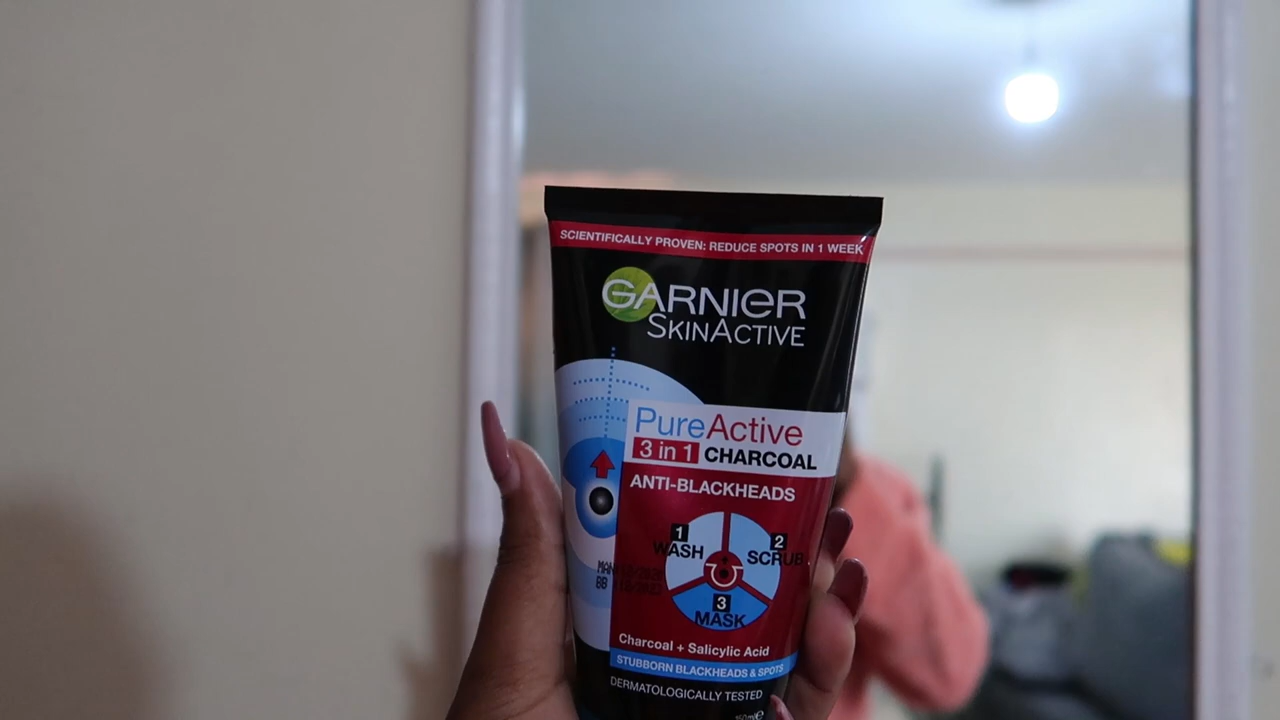 SCIENTIFICALLY PROVEN: REDUCE SPOTS IN 1 WEEK
GARNIER
SKINACTIVE
PureActive
3 in 1 CHARCOAL
ANTI-BLACKHEADS
1
WASH
2
SCRUB
3
MASK
Charcoal + Salicylic Acid
STUBBORN BLACKHEADS & SPOTS
DERMATOLOGICALLY TESTED